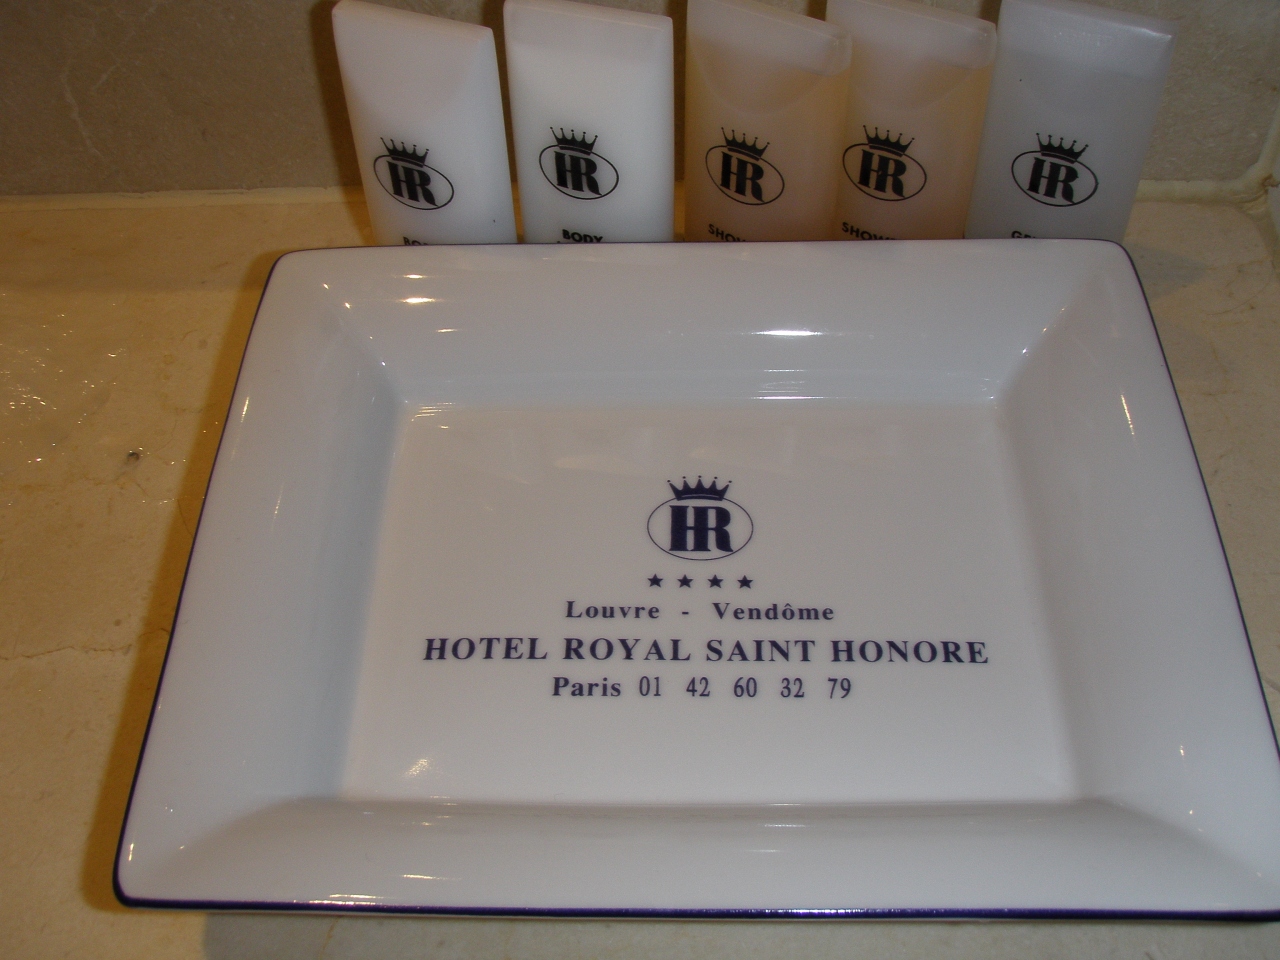 HR
HR
HR
HR
HR
BODY
HR
★ ★ ★ ★
Louvre - Vendôme
HOTEL ROYAL SAINT HONORE
Paris 01 42 60 32 79